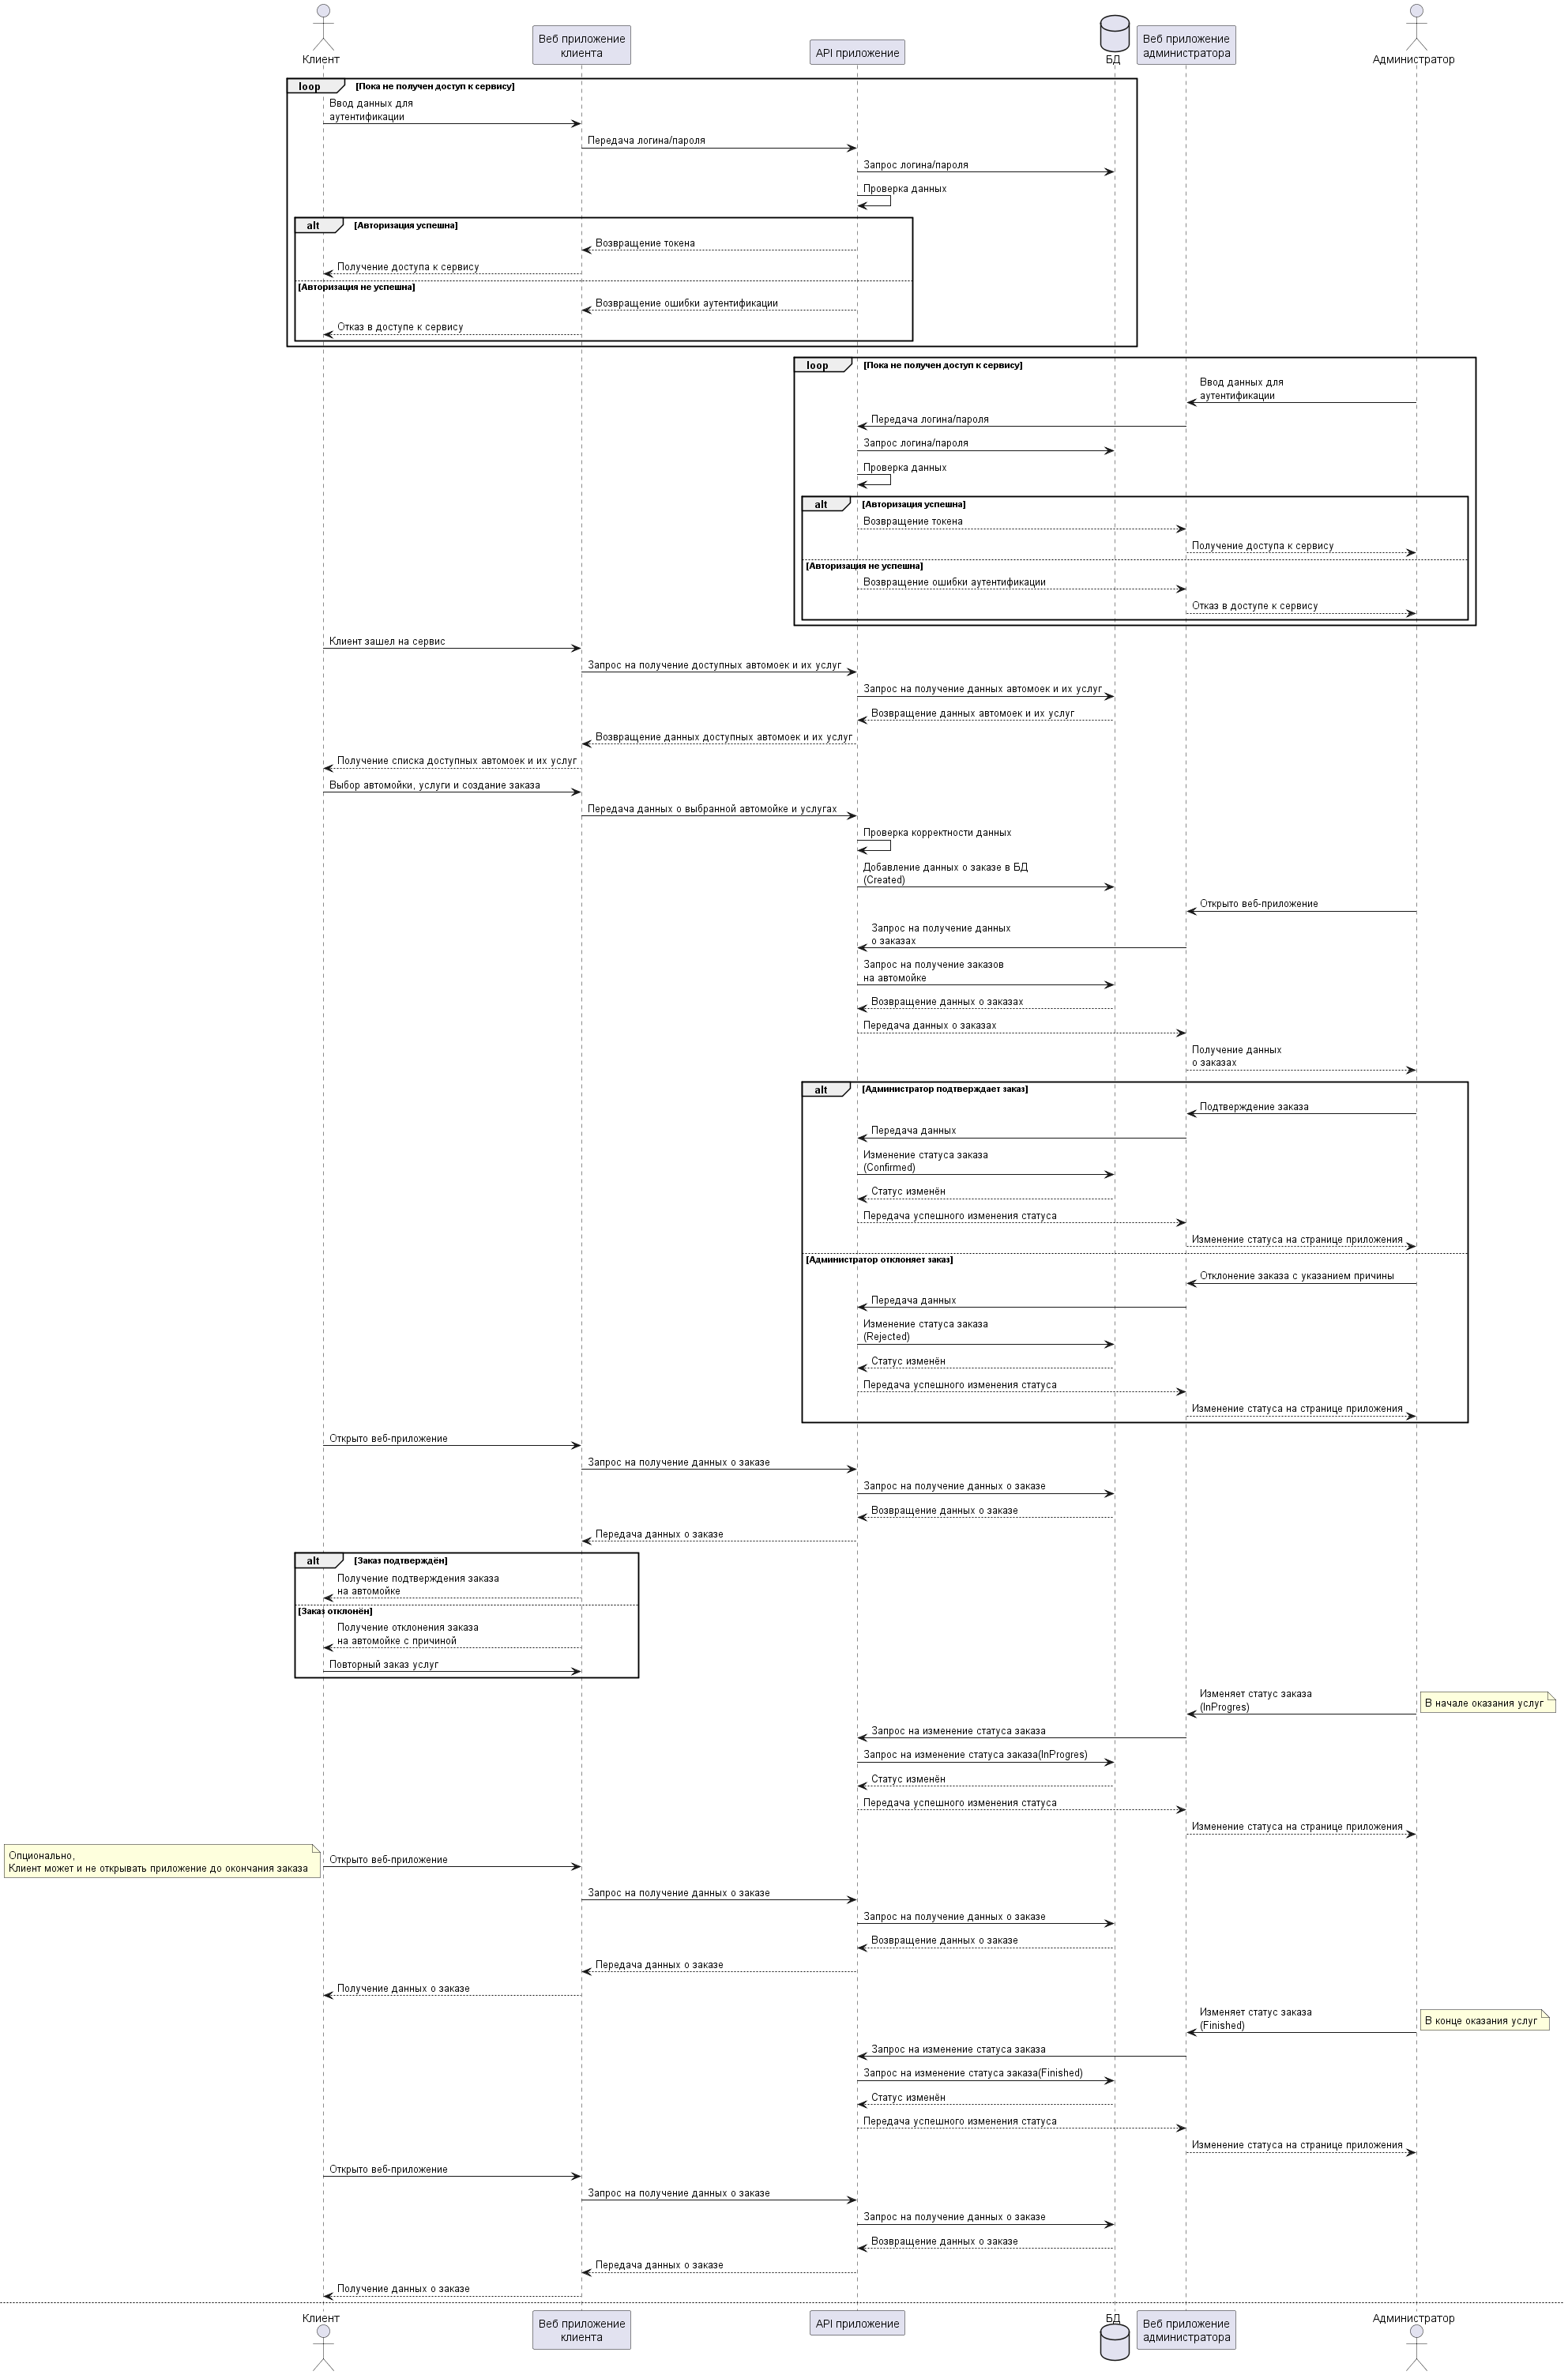 Клиент
Веб приложение
клиента
API приложение
БД
Веб приложение
администратора
Администратор
loop [Пока не получен доступ к сервису]
Ввод данных для
аутентификации
Передача логина/пароля
Запрос логина/пароля
Проверка данных
alt [Авторизация успешна]
Возвращение токена
Получение доступа к сервису
[Авторизация не успешна]
Возвращение ошибки аутентификации
Отказ в доступе к сервису
loop [Пока не получен доступ к сервису]
Ввод данных для
аутентификации
Передача логина/пароля
Запрос логина/пароля
Проверка данных
alt [Авторизация успешна]
Возвращение токена
Получение доступа к сервису
[Авторизация не успешна]
Возвращение ошибки аутентификации
Отказ в доступе к сервису
Клиент зашел на сервис
Запрос на получение доступных автомоек и их услуг
Запрос на получение данных автомоек и их услуг
Возвращение данных автомоек и их услуг
Возвращение данных доступных автомоек и их услуг
Получение списка доступных автомоек и их услуг
Выбор автомойки, услуги и создание заказа
Передача данных о выбранной автомойке и услугах
Проверка корректности данных
Добавление данных о заказе в БД
(Created)
Открыто веб-приложение
Запрос на получение данных
о заказах
Запрос на получение заказов
на автомойке
Возвращение данных о заказах
Передача данных о заказах
Получение данных
о заказах
alt [Администратор подтверждает заказ]
Подтверждение заказа
Передача данных
Изменение статуса заказа
(Confirmed)
Статус изменён
Передача успешного изменения статуса
Изменение статуса на странице приложения
[Администратор отклоняет заказ]
Отклонение заказа с указанием причины
Передача данных
Изменение статуса заказа
(Rejected)
Статус изменён
Передача успешного изменения статуса
Изменение статуса на странице приложения
Открыто веб-приложение
Запрос на получение данных о заказе
Запрос на получение данных о заказе
Возвращение данных о заказе
Передача данных о заказе
alt [Заказ подтверждён]
Получение подтверждения заказа
на автомойке
[Заказ отклонён]
Получение отклонения заказа
на автомойке с причиной
Повторный заказ услуг
Изменяет статус заказа
(InProgres)
В начале оказания услуг
Запрос на изменение статуса заказа
Запрос на изменение статуса заказа(InProgres)
Статус изменён
Передача успешного изменения статуса
Изменение статуса на странице приложения
Опционально,
Клиент может и не открывать приложение до окончания заказа
Открыто веб-приложение
Запрос на получение данных о заказе
Запрос на получение данных о заказе
Возвращение данных о заказе
Передача данных о заказе
Получение данных о заказе
Изменяет статус заказа
(Finished)
В конце оказания услуг
Запрос на изменение статуса заказа
Запрос на изменение статуса заказа(Finished)
Статус изменён
Передача успешного изменения статуса
Изменение статуса на странице приложения
Открыто веб-приложение
Запрос на получение данных о заказе
Запрос на получение данных о заказе
Возвращение данных о заказе
Передача данных о заказе
Получение данных о заказе
Клиент
Веб приложение
клиента
API приложение
БД
Веб приложение
администратора
Администратор